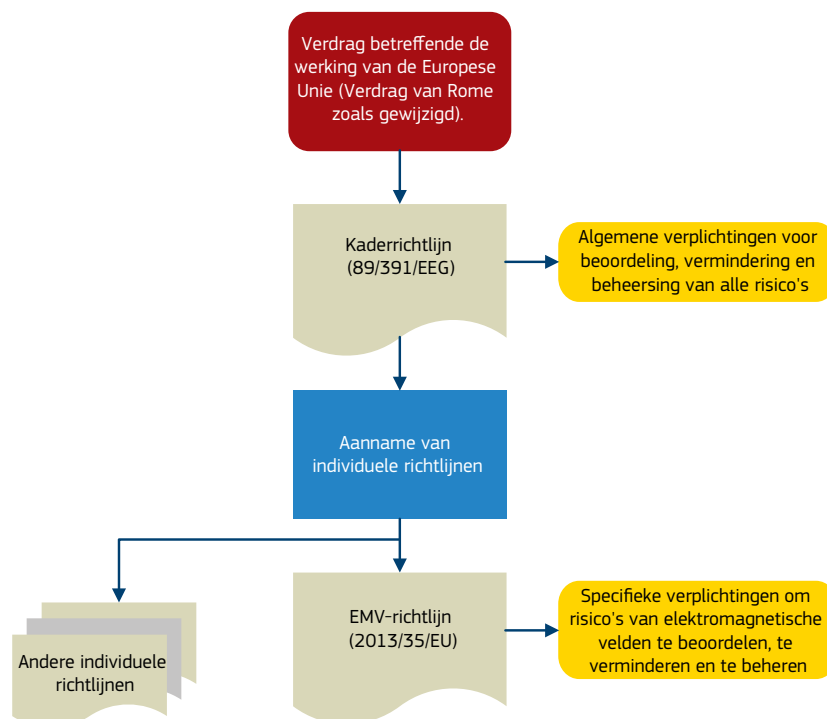 Verdrag betreffende de
werking van de Europese
Unie (Verdrag van Rome
zoals gewijzigd).
Kaderrichtlijn
(89/391/EEG)
Algemene verplichtingen voor
beoordeling, vermindering en
beheersing van alle risico's
Aanname van
individuele richtlijnen
Andere individuele
richtlijnen
EMV-richtlijn
(2013/35/EU)
Specifieke verplichtingen om
risico's van elektromagnetische
velden te beoordelen, te
verminderen en te beheren